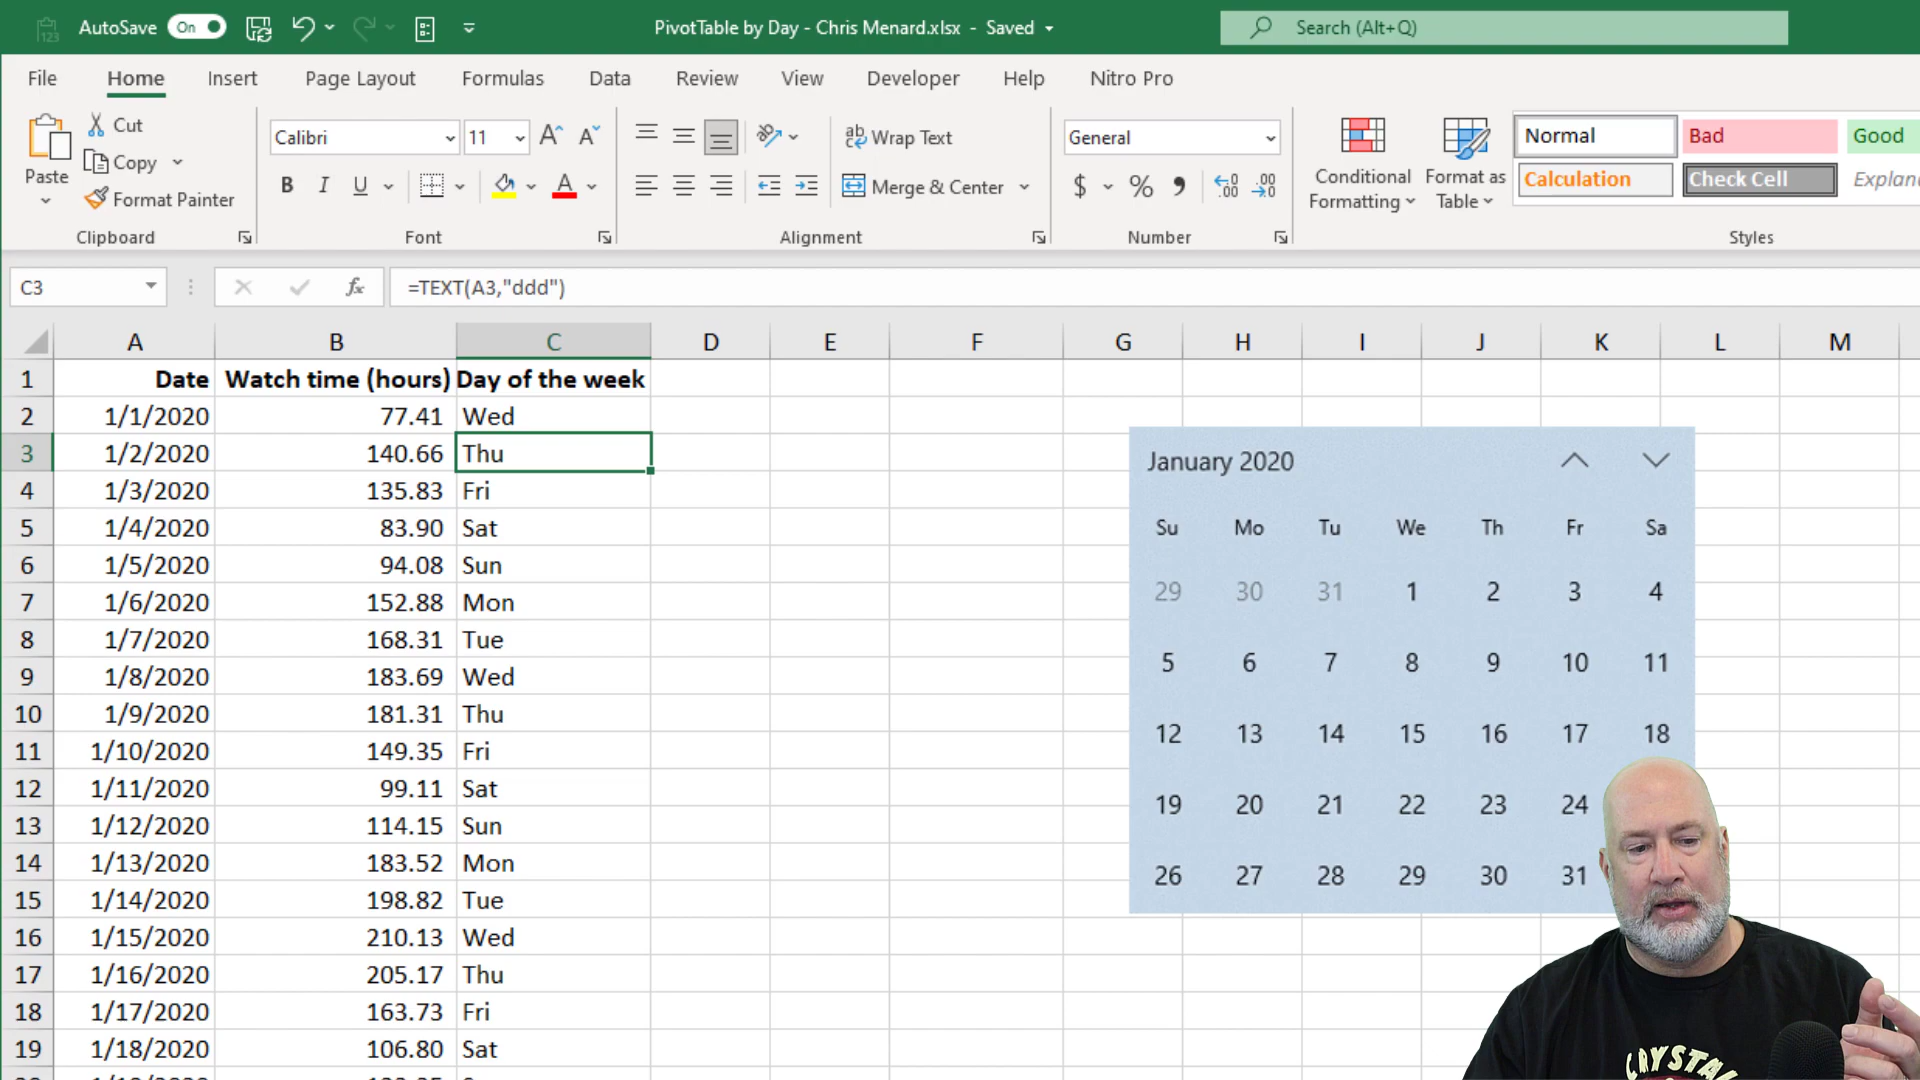 AutoSave On PivotTable by Day - Chris Menard.xlsx - Saved Search (Alt+Q)
File Home Insert Page Layout Formulas Data Review View Developer Help Nitro Pro
Paste
Cut
Copy
Format Painter
Clipboard
Calibri 11
B I U A
Font
Wrap Text
Merge & Center
Alignment
General
$ % , .00 .00
Number
Conditional Formatting
Format as Table
Normal Bad Good
Calculation Check Cell
Styles
C3 fx =TEXT(A3,"ddd")
A B C D E F G H I J K L M
1 Date Watch time (hours) Day of the week
2 1/1/2020 77.41 Wed
3 1/2/2020 140.66 Thu
4 1/3/2020 135.83 Fri
5 1/4/2020 83.90 Sat
6 1/5/2020 94.08 Sun
7 1/6/2020 152.88 Mon
8 1/7/2020 168.31 Tue
9 1/8/2020 183.69 Wed
10 1/9/2020 181.31 Thu
11 1/10/2020 149.35 Fri
12 1/11/2020 99.11 Sat
13 1/12/2020 114.15 Sun
14 1/13/2020 183.52 Mon
15 1/14/2020 198.82 Tue
16 1/15/2020 210.13 Wed
17 1/16/2020 205.17 Thu
18 1/17/2020 163.73 Fri
19 1/18/2020 106.80 Sat
January 2020
Su Mo Tu We Th Fr Sa
29 30 31 1 2 3 4
5 6 7 8 9 10 11
12 13 14 15 16 17 18
19 20 21 22 23 24
26 27 28 29 30 31